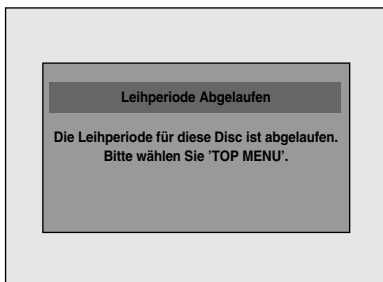 Leihperiode Abgelaufen
Die Leihperiode für diese Disc ist abgelaufen.
Bitte wählen Sie 'TOP MENU'.